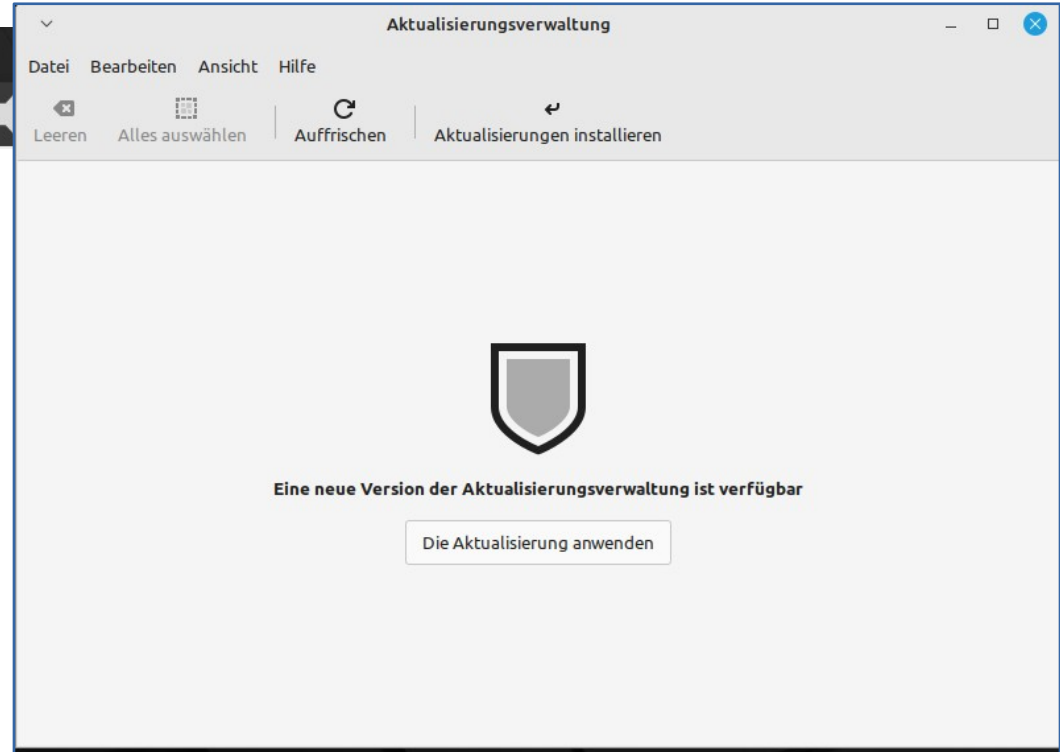 Aktualisierungsverwaltung
Datei Bearbeiten Ansicht Hilfe
Leeren Alles auswählen Auffrischen Aktualisierungen installieren
Eine neue Version der Aktualisierungsverwaltung ist verfügbar
Die Aktualisierung anwenden